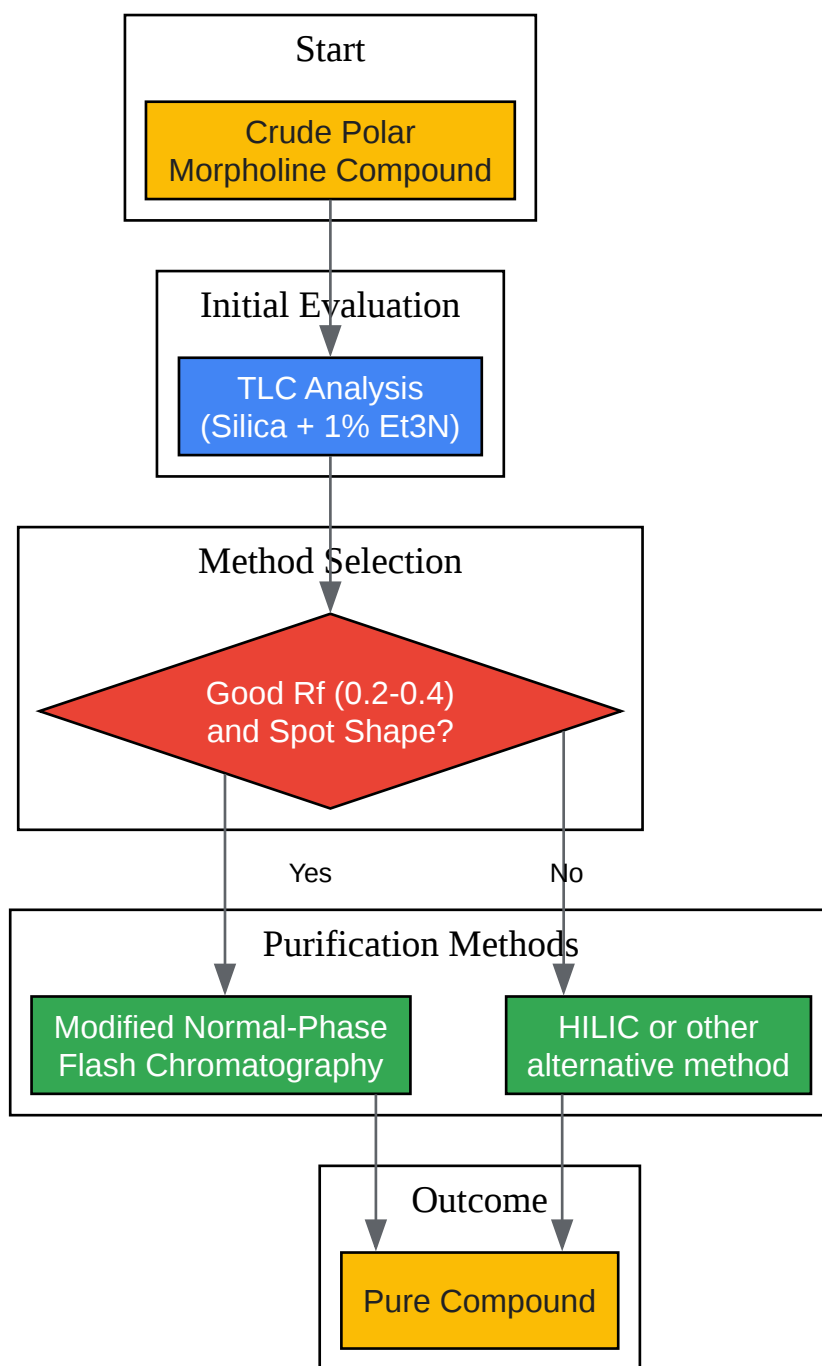 Start
Crude Polar
Morpholine Compound
Initial Evaluation
TLC Analysis
(Silica + 1% Et3N)
Method Selection
Good Rf (0.2-0.4)
and Spot Shape?
Yes
No
Purification Methods
Modified Normal-Phase
Flash Chromatography
HILIC or other
alternative method
Outcome
Pure Compound